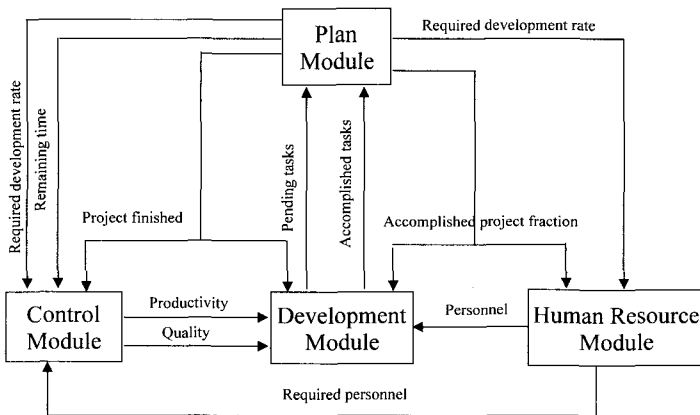 Plan
Module
Required development rate
Required development rate
Remaining time
Pending tasks
Accomplished tasks
Project finished
Accomplished project fraction
Control
Module
Productivity
Quality
Development
Module
Personnel
Human Resource
Module
Required personnel